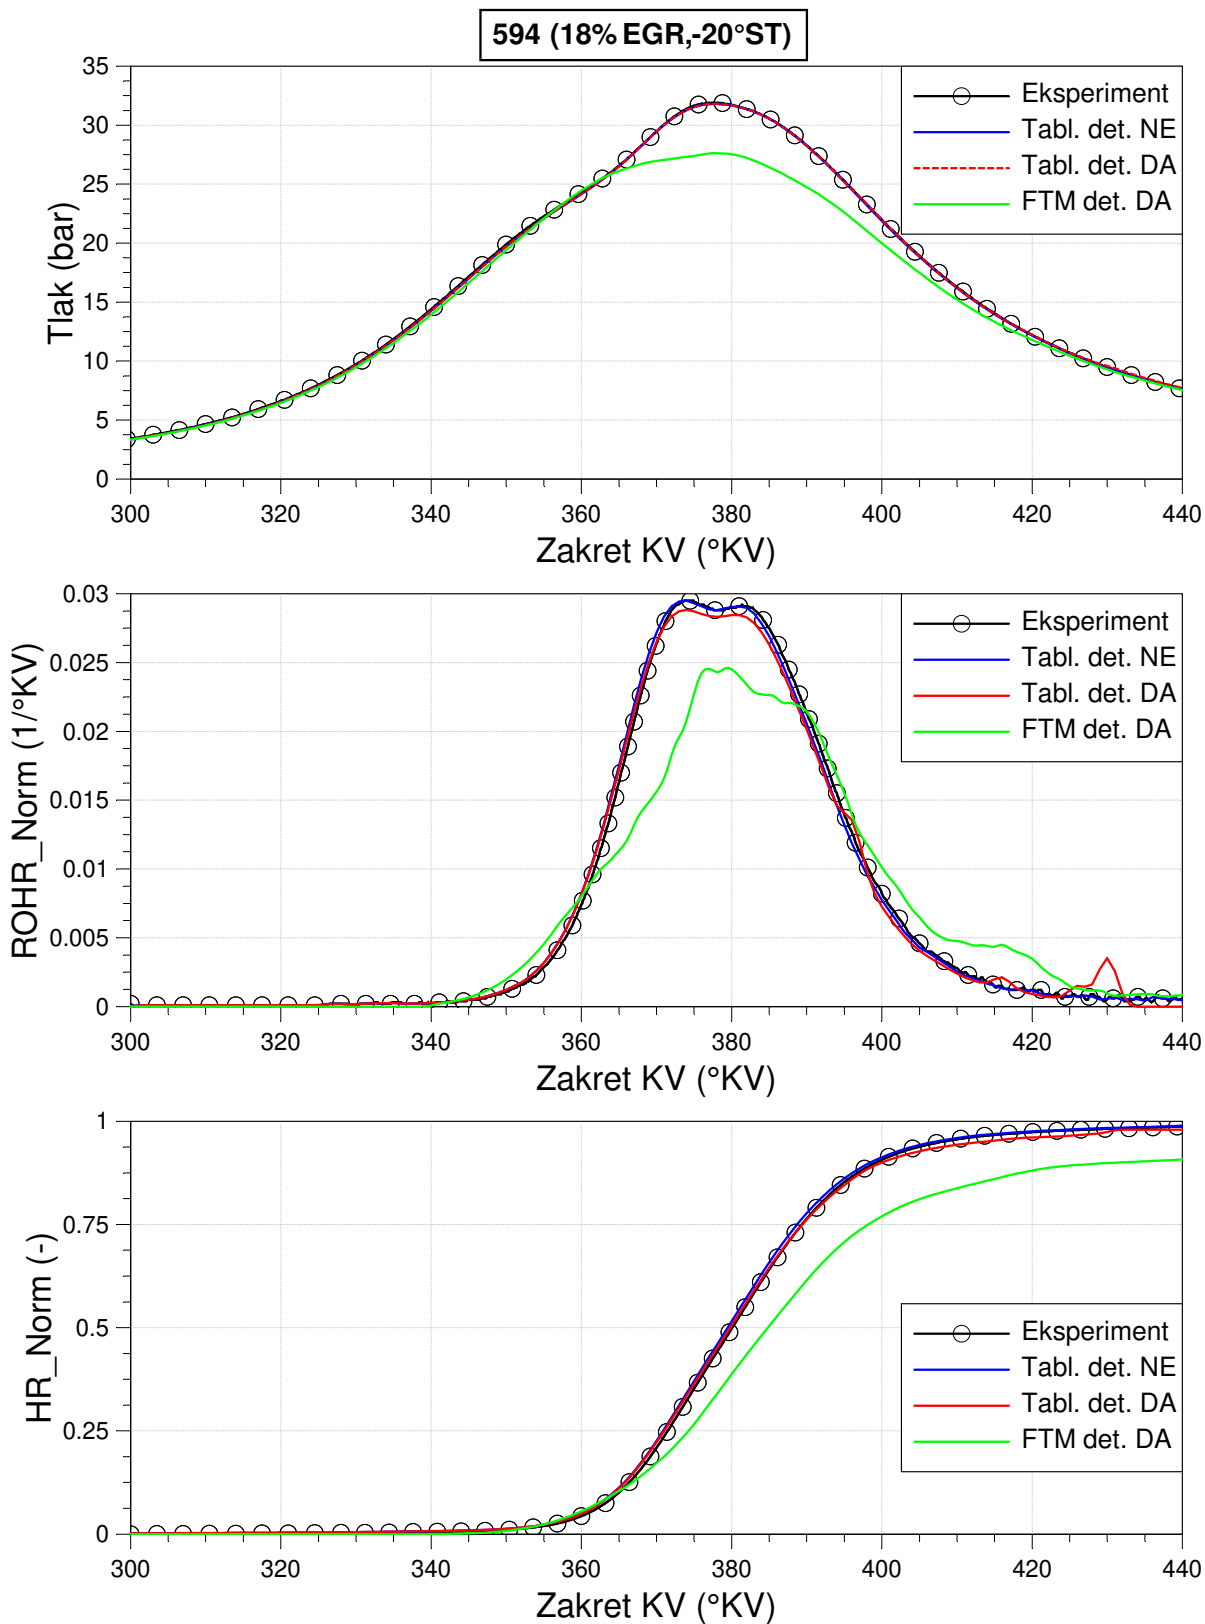 594 (18% EGR,-20°ST)
35
30
25
20
15
10
5
0
Tlak (bar)
Eksperiment
Tabl. det. NE
Tabl. det. DA
FTM det. DA
300 320 340 360 380 400 420 440
Zakret KV (°KV)
0.03
0.025
0.02
0.015
0.01
0.005
0
ROHR_Norm (1/°KV)
Eksperiment
Tabl. det. NE
Tabl. det. DA
FTM det. DA
300 320 340 360 380 400 420 440
Zakret KV (°KV)
1
0.75
0.5
0.25
0
HR_Norm (-)
Eksperiment
Tabl. det. NE
Tabl. det. DA
FTM det. DA
300 320 340 360 380 400 420 440
Zakret KV (°KV)